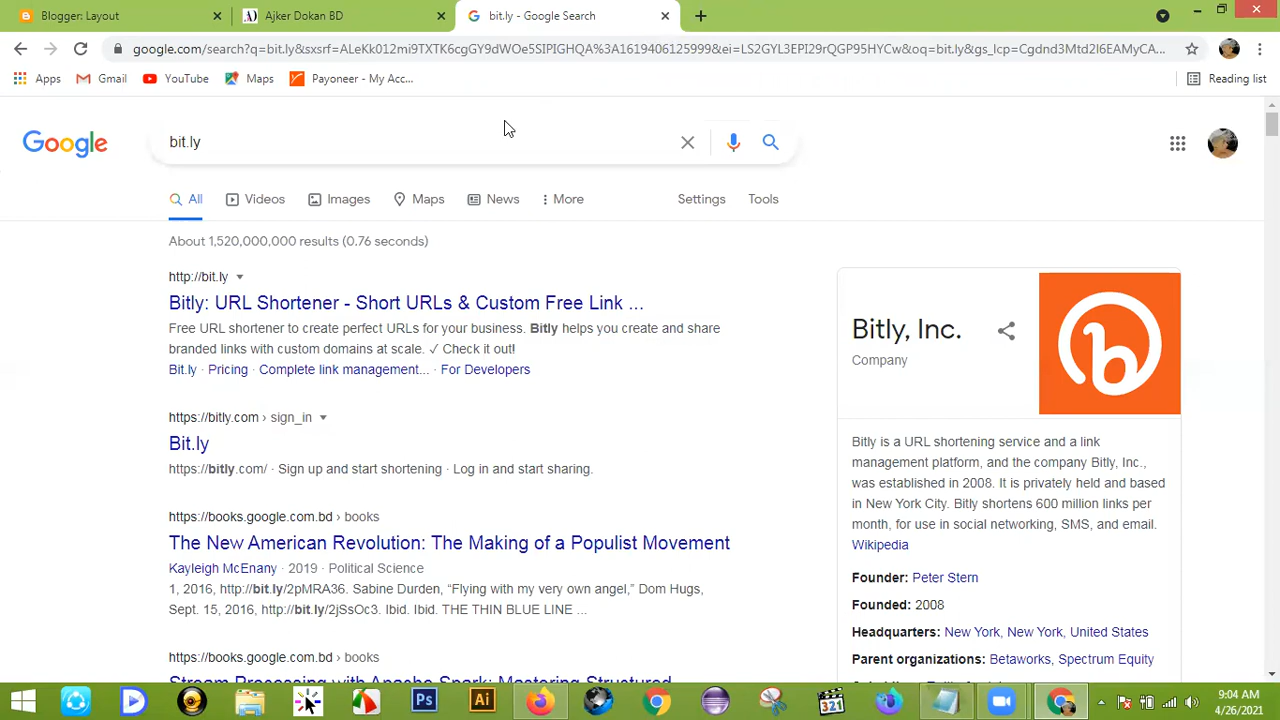 Blogger: Layout
Ajker Dokan BD
bit.ly - Google Search
google.com/search?q=bit.ly&sxsrf=ALeKk012mi9TXTK6cgGY9dWOe5SIPIGHQA%3A1619406125999&ei=LS2GYL3EPI29rQGP95HYCw&oq=bit.ly&gs_lcp=Cgdnd3Mtd2l6EAMyCA...
Apps
Gmail
YouTube
Maps
Payoneer - My Acc...
Reading list
Google
bit.ly
All
Videos
Images
Maps
News
More
Settings
Tools
About 1,520,000,000 results (0.76 seconds)
http://bit.ly
Bitly: URL Shortener - Short URLs & Custom Free Link ...
Free URL shortener to create perfect URLs for your business. Bitly helps you create and share
branded links with custom domains at scale. ✓ Check it out!
Bit.ly · Pricing · Complete link management... · For Developers
https://bitly.com › sign_in
Bit.ly
https://bitly.com/ · Sign up and start shortening · Log in and start sharing.
https://books.google.com.bd › books
The New American Revolution: The Making of a Populist Movement
Kayleigh McEnany · 2019 · Political Science
1, 2016, http://bit.ly/2pMRA36. Sabine Durden, “Flying with my very own angel,” Dom Hugs,
Sept. 15, 2016, http://bit.ly/2jSsOc3. Ibid. Ibid. THE THIN BLUE LINE ...
https://books.google.com.bd › books
Stream Processing with Apache Spark: Mastering Structured
Bitly, Inc.
Company
b
Bitly is a URL shortening service and a link
management platform, and the company Bitly, Inc.,
was established in 2008. It is privately held and based
in New York City. Bitly shortens 600 million links per
month, for use in social networking, SMS, and email.
Wikipedia
Founder: Peter Stern
Founded: 2008
Headquarters: New York, New York, United States
Parent organizations: Betaworks, Spectrum Equity
Ps
Ai
321
9:04 AM
4/26/2021